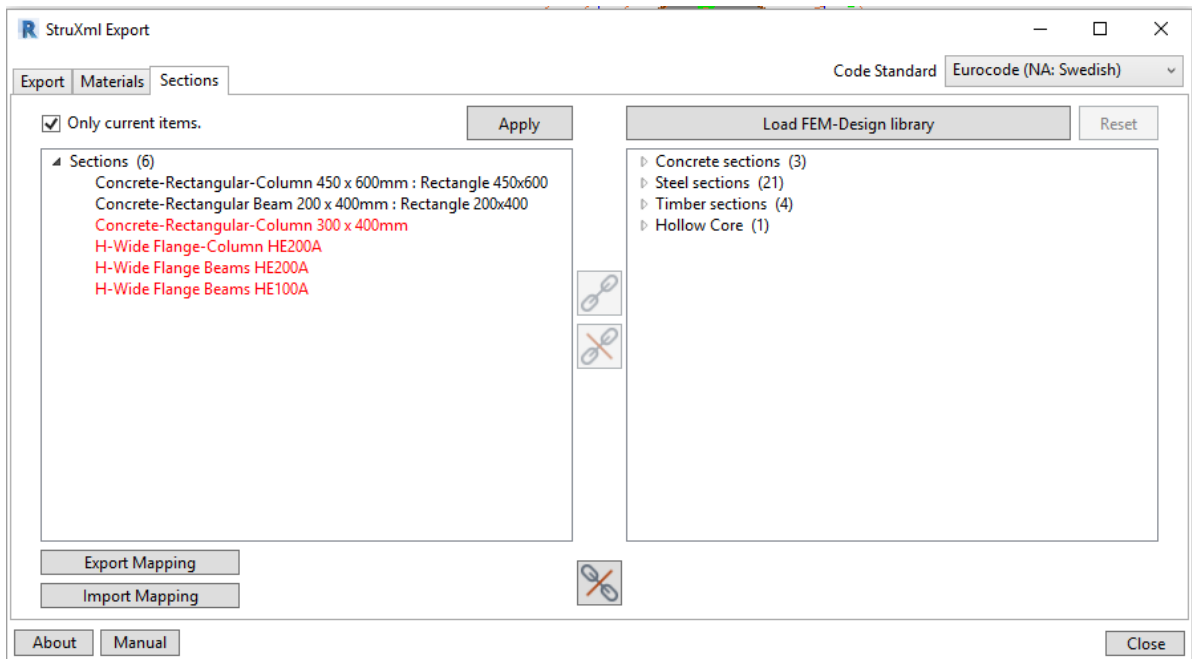 StruXml Export
Export Materials Sections
Code Standard Eurocode (NA: Swedish)
Only current items.
Apply
Load FEM-Design library
Reset
Sections (6)
Concrete-Rectangular-Column 450 x 600mm : Rectangle 450x600
Concrete-Rectangular Beam 200 x 400mm : Rectangle 200x400
Concrete-Rectangular-Column 300 x 400mm
H-Wide Flange-Column HE200A
H-Wide Flange Beams HE200A
H-Wide Flange Beams HE100A
Concrete sections (3)
Steel sections (21)
Timber sections (4)
Hollow Core (1)
Export Mapping
Import Mapping
About
Manual
Close